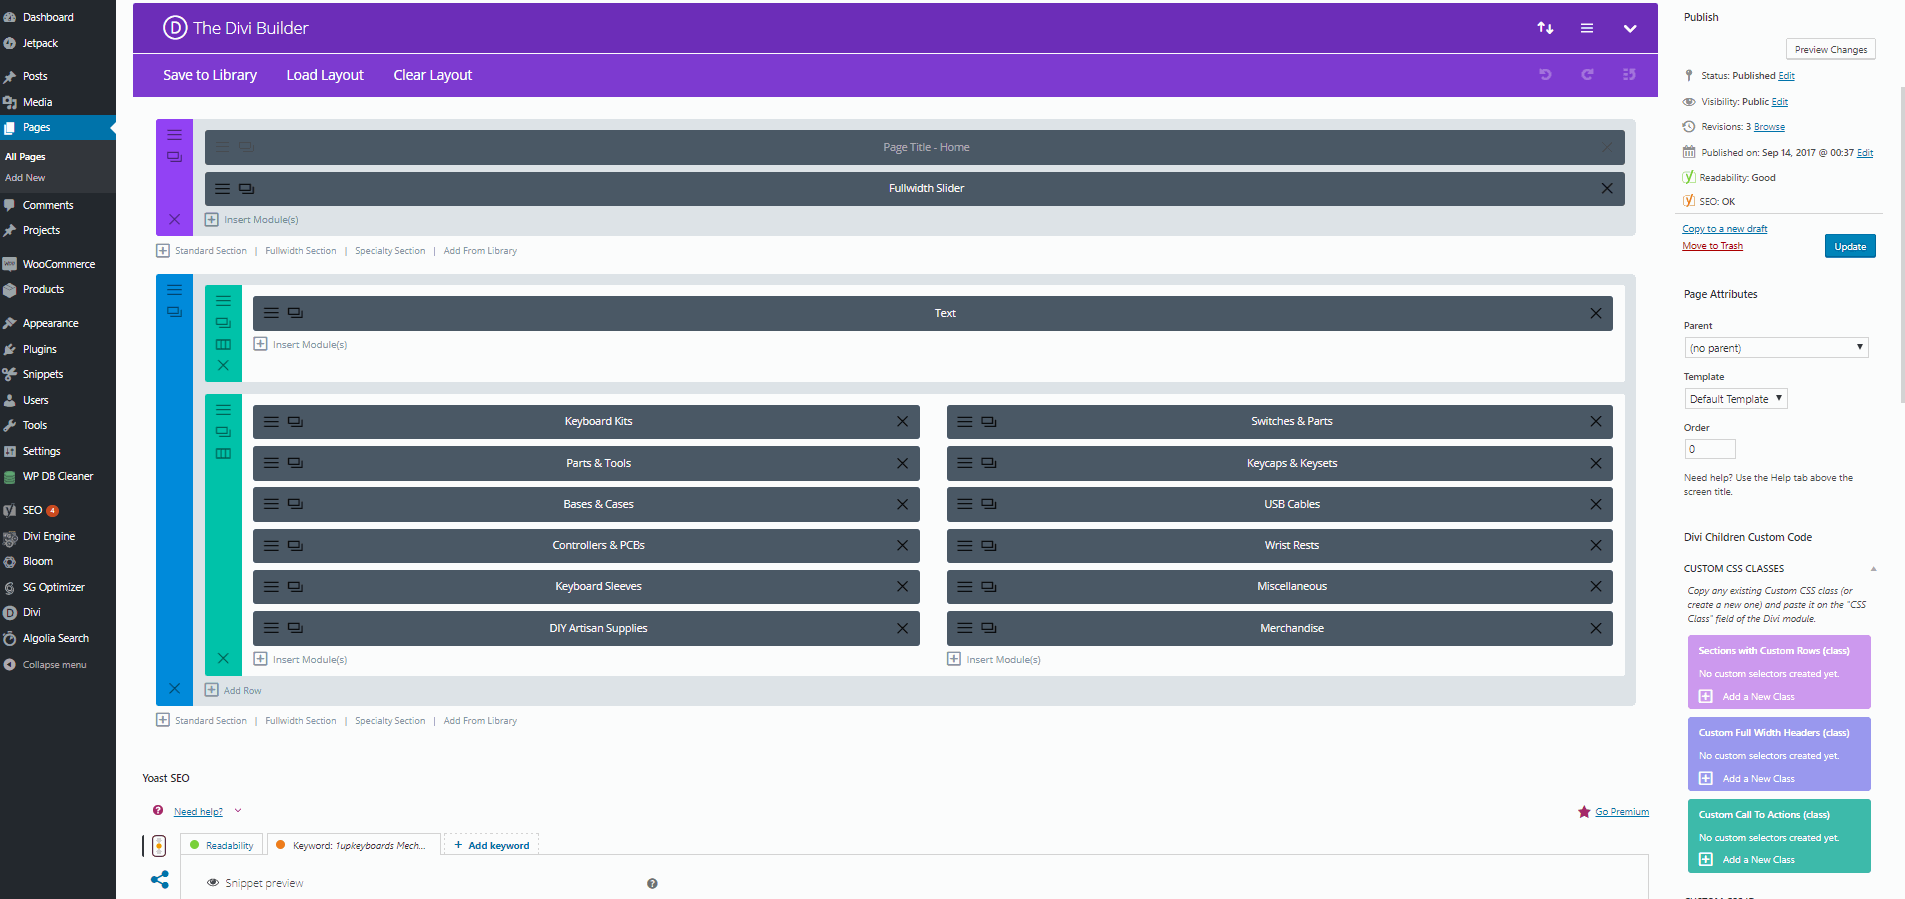 Dashboard
Jetpack
Posts
Media
Pages
All Pages
Add New
Comments
Projects
WooCommerce
Products
Appearance
Plugins
Snippets
Users
Tools
Settings
WP DB Cleaner
SEO 4
Divi Engine
Bloom
SG Optimizer
Divi
Algolia Search
Collapse menu
D The Divi Builder
Save to Library Load Layout Clear Layout
Page Title - Home
Fullwidth Slider
Insert Module(s)
Standard Section | Fullwidth Section | Specialty Section | Add From Library
Text
Insert Module(s)
Keyboard Kits
Parts & Tools
Bases & Cases
Controllers & PCBs
Keyboard Sleeves
DIY Artisan Supplies
Insert Module(s)
Switches & Parts
Keycaps & Keysets
USB Cables
Wrist Rests
Miscellaneous
Merchandise
Insert Module(s)
Add Row
Standard Section | Fullwidth Section | Specialty Section | Add From Library
Yoast SEO
Need help?
Go Premium
Readability
Keyword: 1upkeyboards Mech...
+ Add keyword
Snippet preview
Publish
Preview Changes
Status: Published Edit
Visibility: Public Edit
Revisions: 3 Browse
Published on: Sep 14, 2017 @ 00:37 Edit
Readability: Good
SEO: OK
Copy to a new draft
Move to Trash
Update
Page Attributes
Parent
(no parent)
Template
Default Template
Order
0
Need help? Use the Help tab above the
screen title.
Divi Children Custom Code
CUSTOM CSS CLASSES
Copy any existing Custom CSS class (or
create a new one) and paste it on the "CSS
Class" field of the Divi module.
Sections with Custom Rows (class)
No custom selectors created yet.
Add a New Class
Custom Full Width Headers (class)
No custom selectors created yet.
Add a New Class
Custom Call To Actions (class)
No custom selectors created yet.
Add a New Class